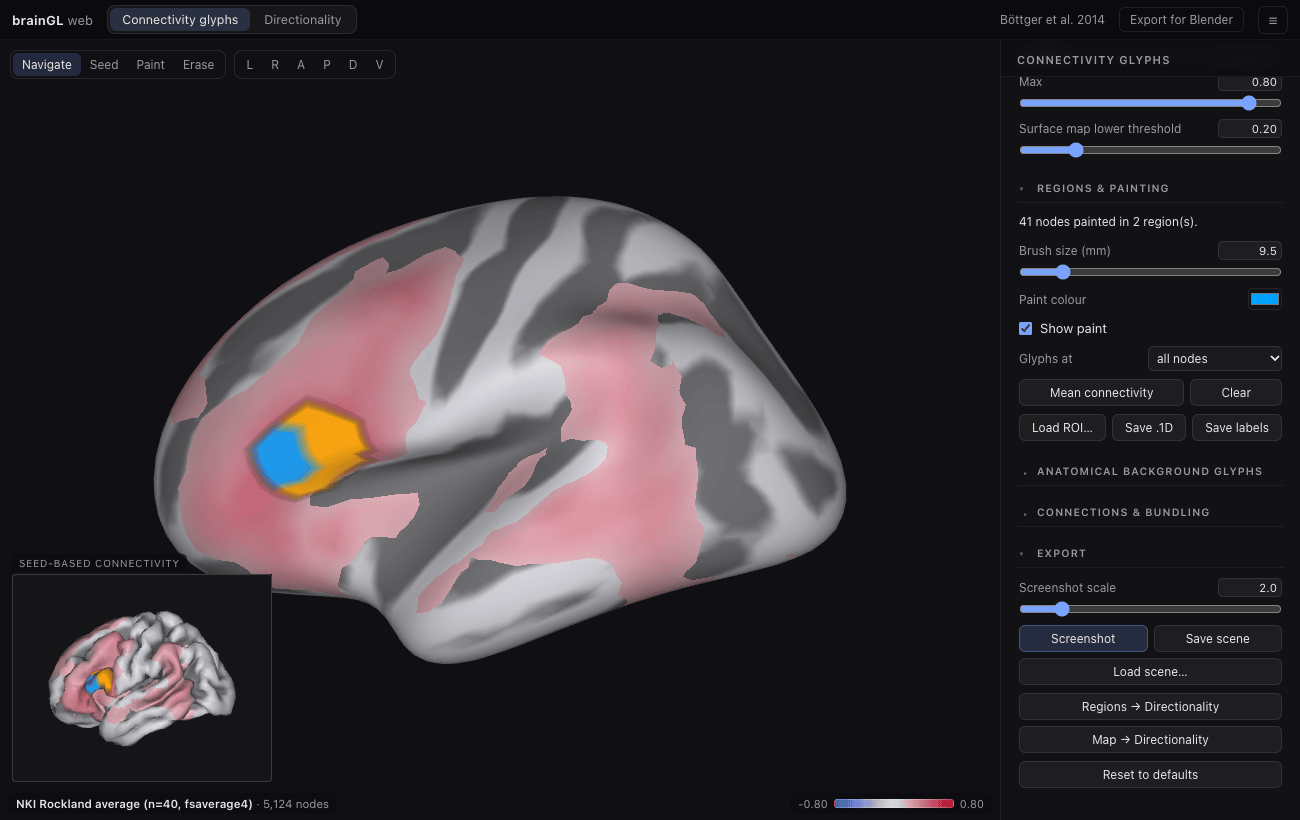 brainGL web
Connectivity glyphs
Directionality
Böttger et al. 2014
Export for Blender
≡
Navigate
Seed
Paint
Erase
L
R
A
P
D
V
CONNECTIVITY GLYPHS
Max
0.80
Surface map lower threshold
0.20
REGIONS & PAINTING
41 nodes painted in 2 region(s).
Brush size (mm)
9.5
Paint colour
Show paint
Glyphs at
all nodes
Mean connectivity
Clear
Load ROI…
Save .1D
Save labels
ANATOMICAL BACKGROUND GLYPHS
CONNECTIONS & BUNDLING
EXPORT
Screenshot scale
2.0
Screenshot
Save scene
Load scene…
Regions → Directionality
Map → Directionality
Reset to defaults
SEED-BASED CONNECTIVITY
NKI Rockland average (n=40, fsaverage4) · 5,124 nodes
-0.80
0.80